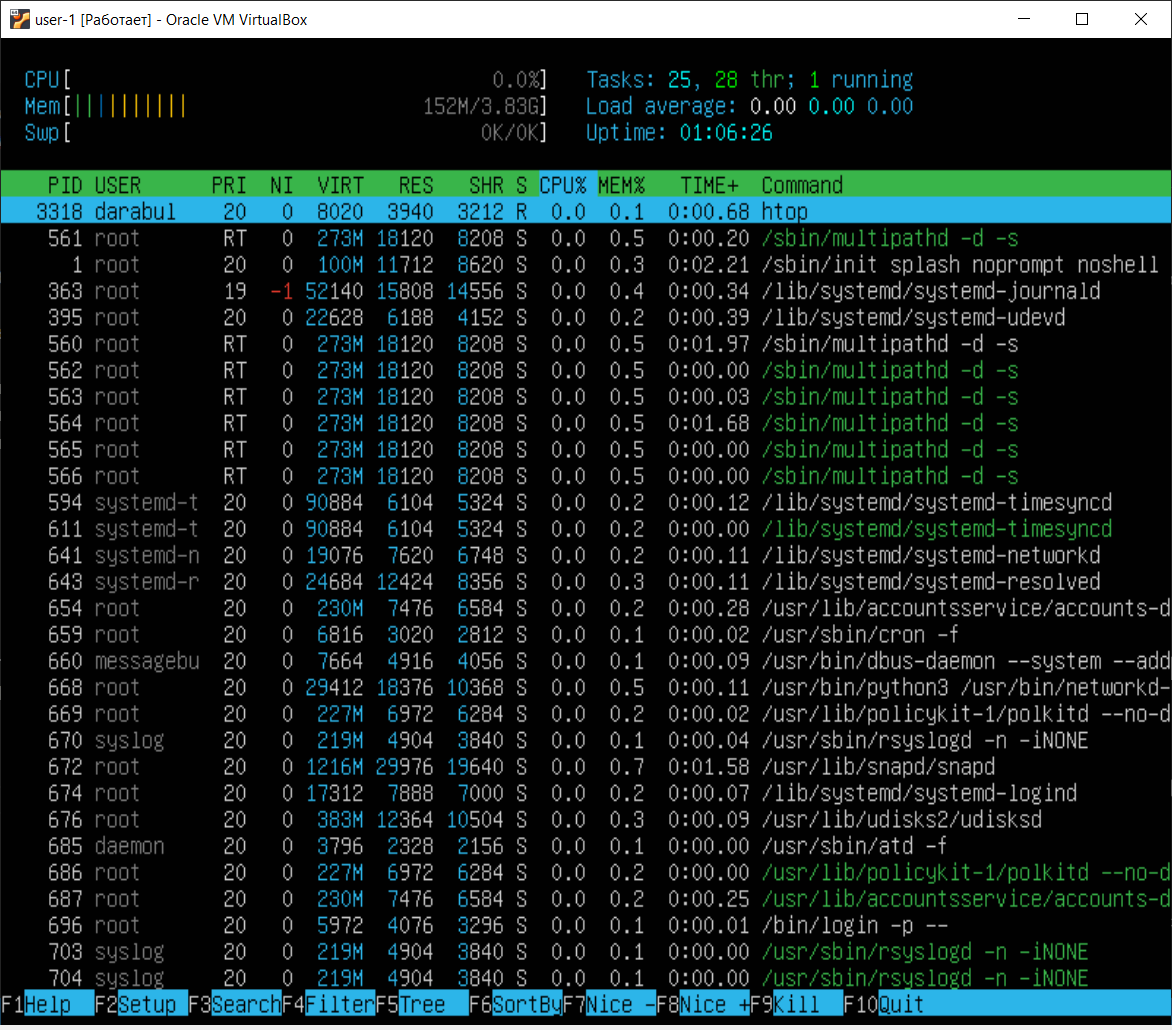 user-1 [Работает] - Oracle VM VirtualBox
CPU[ 0.0%] Tasks: 25, 28 thr; 1 running
Mem[||||||||||| 152M/3.83G] Load average: 0.00 0.00 0.00
Swp[ 0K/0K] Uptime: 01:06:26
PID USER PRI NI VIRT RES SHR S CPU% MEM% TIME+ Command
3318 darabul 20 0 8020 3940 3212 R 0.0 0.1 0:00.68 htop
561 root RT 0 273M 18120 8208 S 0.0 0.5 0:00.20 /sbin/multipathd -d -s
1 root 20 0 100M 11712 8620 S 0.0 0.3 0:02.21 /sbin/init splash noprompt noshell
363 root 19 -1 52140 15808 14556 S 0.0 0.4 0:00.34 /lib/systemd/systemd-journald
395 root 20 0 22628 6188 4152 S 0.0 0.2 0:00.39 /lib/systemd/systemd-udevd
560 root RT 0 273M 18120 8208 S 0.0 0.5 0:01.97 /sbin/multipathd -d -s
562 root RT 0 273M 18120 8208 S 0.0 0.5 0:00.00 /sbin/multipathd -d -s
563 root RT 0 273M 18120 8208 S 0.0 0.5 0:00.03 /sbin/multipathd -d -s
564 root RT 0 273M 18120 8208 S 0.0 0.5 0:01.68 /sbin/multipathd -d -s
565 root RT 0 273M 18120 8208 S 0.0 0.5 0:00.00 /sbin/multipathd -d -s
566 root RT 0 273M 18120 8208 S 0.0 0.5 0:00.00 /sbin/multipathd -d -s
594 systemd-t 20 0 90884 6104 5324 S 0.0 0.2 0:00.12 /lib/systemd/systemd-timesyncd
611 systemd-t 20 0 90884 6104 5324 S 0.0 0.2 0:00.00 /lib/systemd/systemd-timesyncd
641 systemd-n 20 0 19076 7620 6748 S 0.0 0.2 0:00.11 /lib/systemd/systemd-networkd
643 systemd-r 20 0 24684 12424 8356 S 0.0 0.3 0:00.11 /lib/systemd/systemd-resolved
654 root 20 0 230M 7476 6584 S 0.0 0.2 0:00.28 /usr/lib/accountsservice/accounts-d
659 root 20 0 6816 3020 2812 S 0.0 0.1 0:00.02 /usr/sbin/cron -f
660 messagebu 20 0 7664 4916 4056 S 0.0 0.1 0:00.09 /usr/bin/dbus-daemon --system --add
668 root 20 0 29412 18376 10368 S 0.0 0.5 0:00.11 /usr/bin/python3 /usr/bin/networkd-
669 root 20 0 227M 6972 6284 S 0.0 0.2 0:00.02 /usr/lib/policykit-1/polkitd --no-d
670 syslog 20 0 219M 4904 3840 S 0.0 0.1 0:00.04 /usr/sbin/rsyslogd -n -iNONE
672 root 20 0 1216M 29976 19640 S 0.0 0.7 0:01.58 /usr/lib/snapd/snapd
674 root 20 0 17312 7888 7000 S 0.0 0.2 0:00.07 /lib/systemd/systemd-logind
676 root 20 0 383M 12364 10504 S 0.0 0.3 0:00.09 /usr/lib/udisks2/udisksd
685 daemon 20 0 3796 2328 2156 S 0.0 0.1 0:00.00 /usr/sbin/atd -f
686 root 20 0 227M 6972 6284 S 0.0 0.2 0:00.00 /usr/lib/policykit-1/polkitd --no-d
687 root 20 0 230M 7476 6584 S 0.0 0.2 0:00.25 /usr/lib/accountsservice/accounts-d
696 root 20 0 5972 4076 3296 S 0.0 0.1 0:00.01 /bin/login -p --
703 syslog 20 0 219M 4904 3840 S 0.0 0.1 0:00.00 /usr/sbin/rsyslogd -n -iNONE
704 syslog 20 0 219M 4904 3840 S 0.0 0.1 0:00.00 /usr/sbin/rsyslogd -n -iNONE
F1Help F2Setup F3SearchF4FilterF5Tree F6SortByF7Nice -F8Nice +F9Kill F10Quit